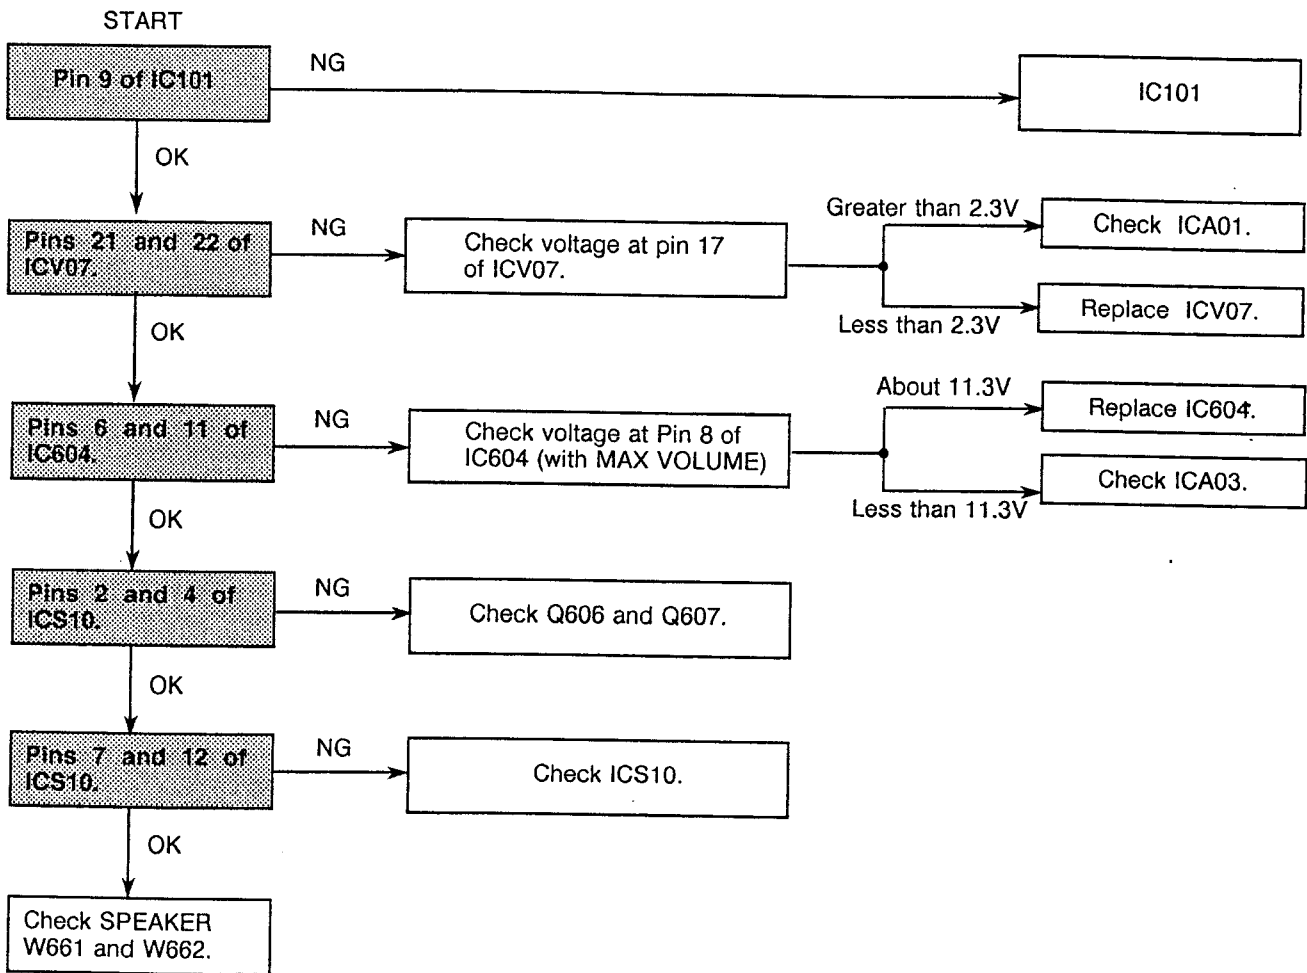 START
Pin 9 of IC101
NG
IC101
OK
Pins 21 and 22 of
ICV07.
NG
Check voltage at pin 17
of ICV07.
Greater than 2.3V
Check ICA01.
Less than 2.3V
Replace ICV07.
OK
Pins 6 and 11 of
IC604.
NG
Check voltage at Pin 8 of
IC604 (with MAX VOLUME)
About 11.3V
Replace IC604.
Less than 11.3V
Check ICA03.
OK
Pins 2 and 4 of
ICS10.
NG
Check Q606 and Q607.
OK
Pins 7 and 12 of
ICS10.
NG
Check ICS10.
OK
Check SPEAKER
W661 and W662.